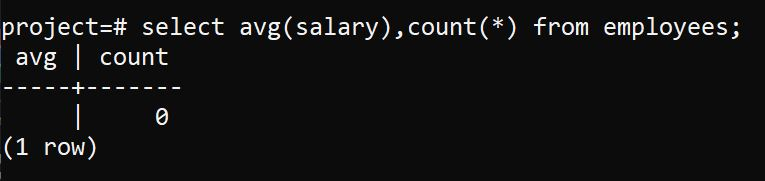 project=# select avg(salary),count(*) from employees;
 avg | count
-----+-------
     |     0
(1 row)